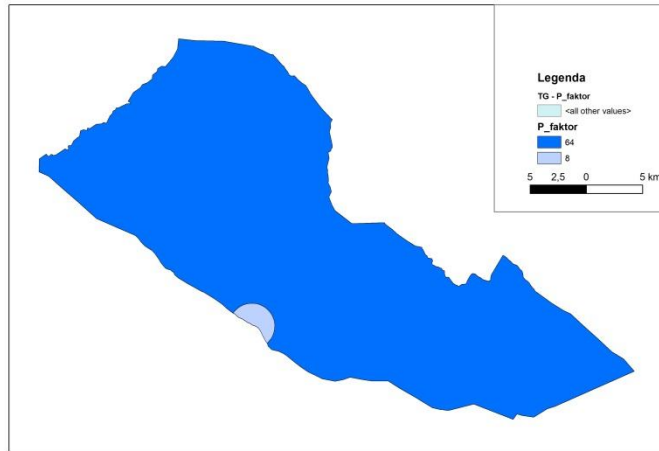 Legenda
TG - P_faktor
<all other values>
P_faktor
64
8
5 2,5 0 5 km